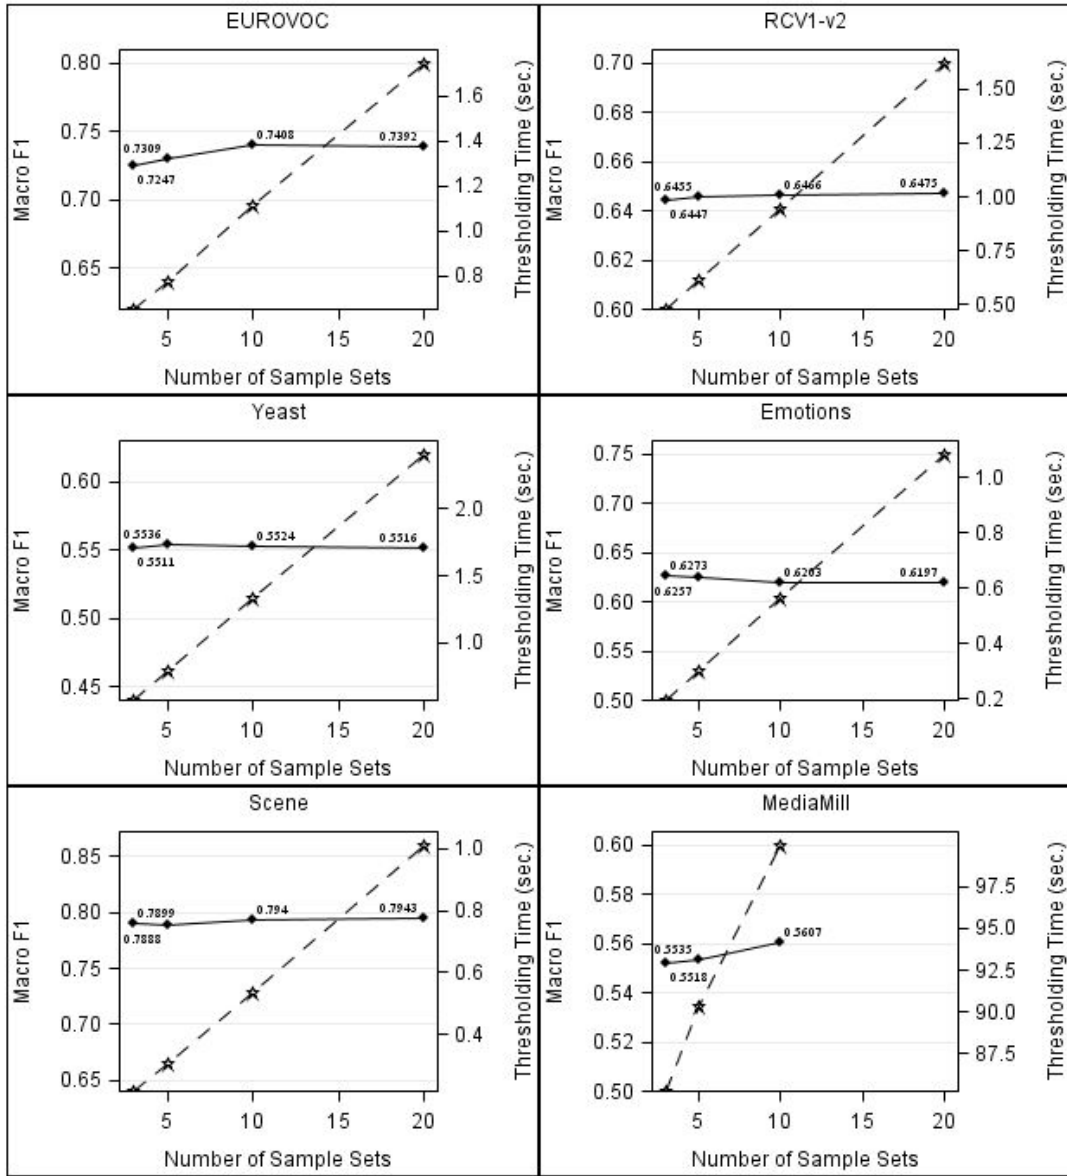 EUROVOC
0.80
0.75
0.70
0.65
Macro F1
0.7309
0.7247
0.7408
0.7392
1.6
1.4
1.2
1.0
0.8
Thresholding Time (sec.)
5 10 15 20
Number of Sample Sets
RCV1-v2
0.70
0.68
0.66
0.64
0.62
0.60
Macro F1
0.6455
0.6447
0.6466
0.6475
1.50
1.25
1.00
0.75
0.50
Thresholding Time (sec.)
5 10 15 20
Number of Sample Sets
Yeast
0.60
0.55
0.50
0.45
Macro F1
0.5536
0.5511
0.5524
0.5516
2.0
1.5
1.0
Thresholding Time (sec.)
5 10 15 20
Number of Sample Sets
Emotions
0.75
0.70
0.65
0.60
0.55
0.50
Macro F1
0.6273
0.6257
0.6203
0.6197
1.0
0.8
0.6
0.4
0.2
Thresholding Time (sec.)
5 10 15 20
Number of Sample Sets
Scene
0.85
0.80
0.75
0.70
0.65
Macro F1
0.7899
0.7888
0.794
0.7943
1.0
0.8
0.6
0.4
Thresholding Time (sec.)
5 10 15 20
Number of Sample Sets
MediaMill
0.60
0.58
0.56
0.54
0.52
0.50
Macro F1
0.5535
0.5518
0.5607
97.5
95.0
92.5
90.0
87.5
Thresholding Time (sec.)
5 10 15 20
Number of Sample Sets